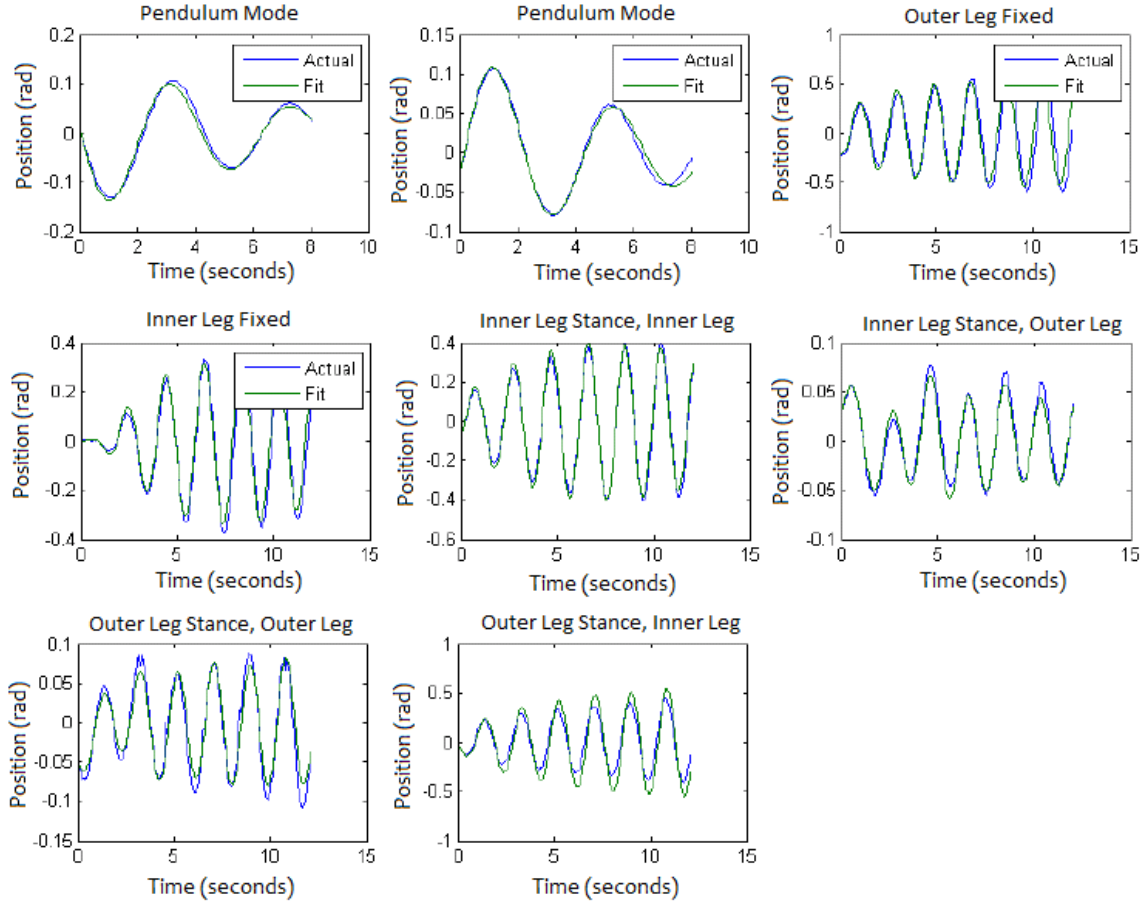 Pendulum Mode
0.2
0.1
0
-0.1
0.2
0
2
4
6
8
10
Position (rad)
Time (seconds)
Actual
Fit
Pendulum Mode
0.15
0.1
0.05
0
-0.05
0.1
0
2
4
6
8
10
Position (rad)
Time (seconds)
Actual
Fit
Outer Leg Fixed
1
0.5
0
-0.5
-1
0
5
10
15
Position (rad)
Time (seconds)
Actual
Fit
Inner Leg Fixed
0.4
0.2
0
-0.2
-0.4
0
5
10
15
Position (rad)
Time (seconds)
Actual
Fit
Inner Leg Stance, Inner Leg
0.4
0.2
0
-0.2
-0.4
-0.6
0
5
10
15
Position (rad)
Time (seconds)
Inner Leg Stance, Outer Leg
0.1
0.05
0
-0.05
-0.1
0
5
10
15
Position (rad)
Time (seconds)
Outer Leg Stance, Outer Leg
0.1
0.05
0
-0.05
-0.1
-0.15
0
5
10
15
Position (rad)
Time (seconds)
Outer Leg Stance, Inner Leg
1
0.5
0
-0.5
-1
0
5
10
15
Position (rad)
Time (seconds)